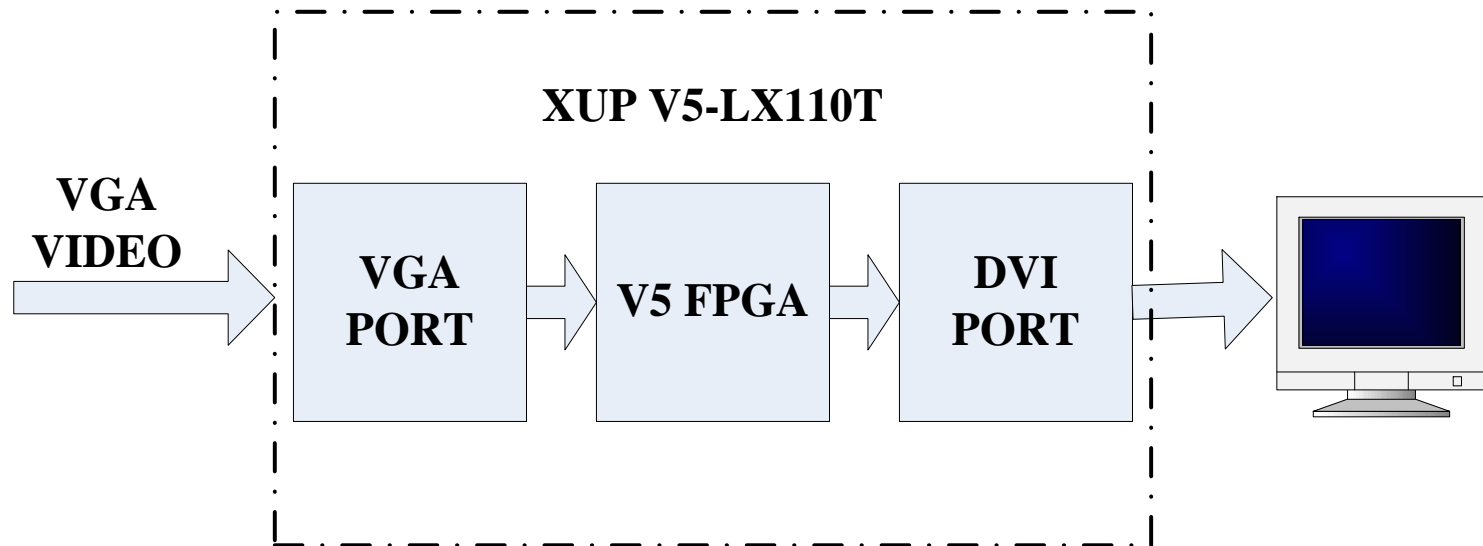 XUP V5-LX110T
VGA
VIDEO
VGA
PORT
V5 FPGA
DVI
PORT